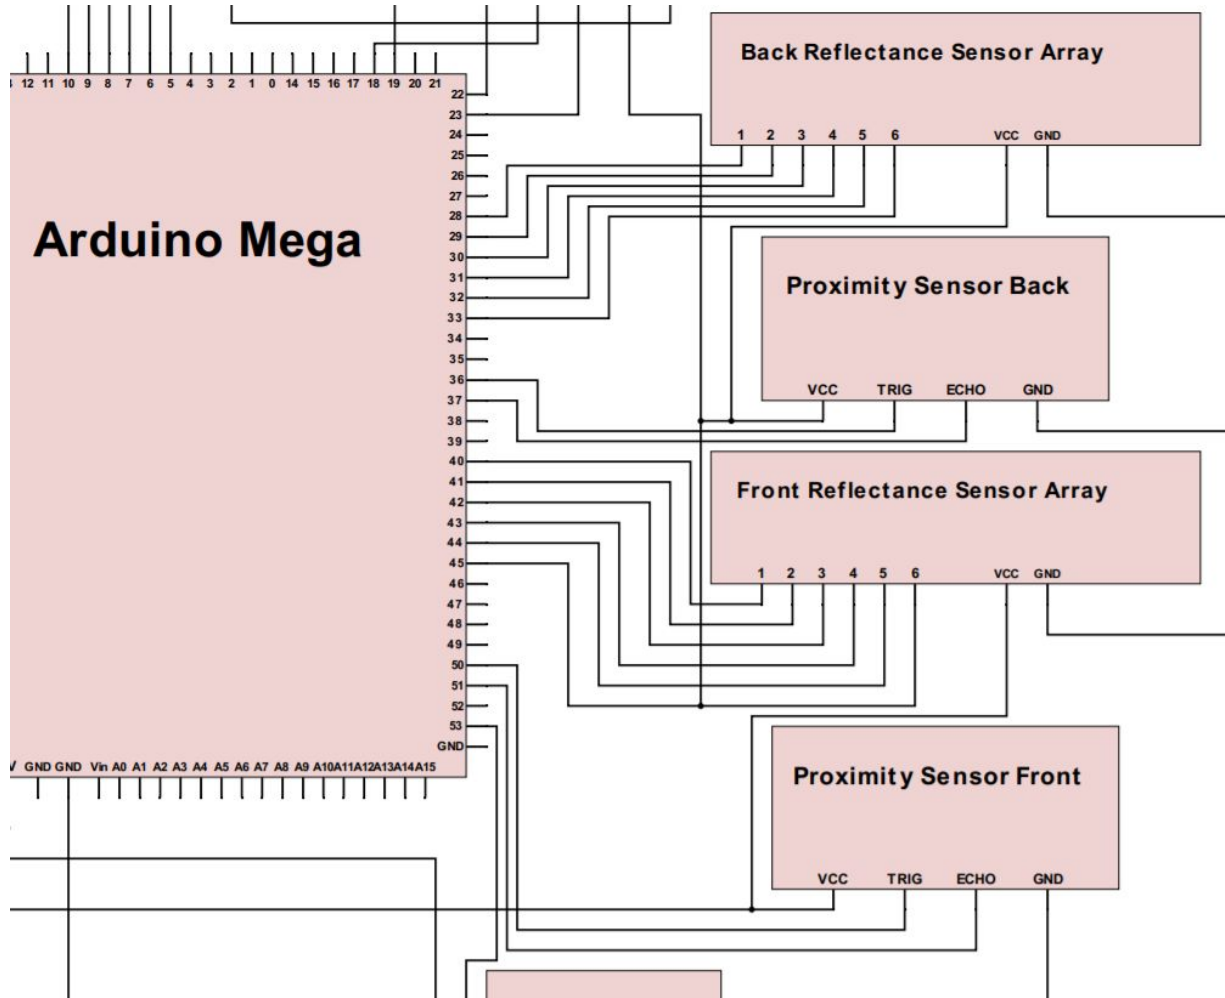 Back Reflectance Sensor Array
1 2 3 4 5 6 VCC GND
12 11 10 9 8 7 6 5 4 3 2 1 0 14 15 16 17 18 19 20 21
22
23
24
25
26
27
28
29
30
31
32
33
34
35
36
37
38
39
40
41
42
43
44
45
46
47
48
49
50
51
52
53
GND
Arduino Mega
V GND GND Vin A0 A1 A2 A3 A4 A5 A6 A7 A8 A9 A10 A11 A12 A13 A14 A15
Proximity Sensor Back
VCC TRIG ECHO GND
Front Reflectance Sensor Array
1 2 3 4 5 6 VCC GND
Proximity Sensor Front
VCC TRIG ECHO GND